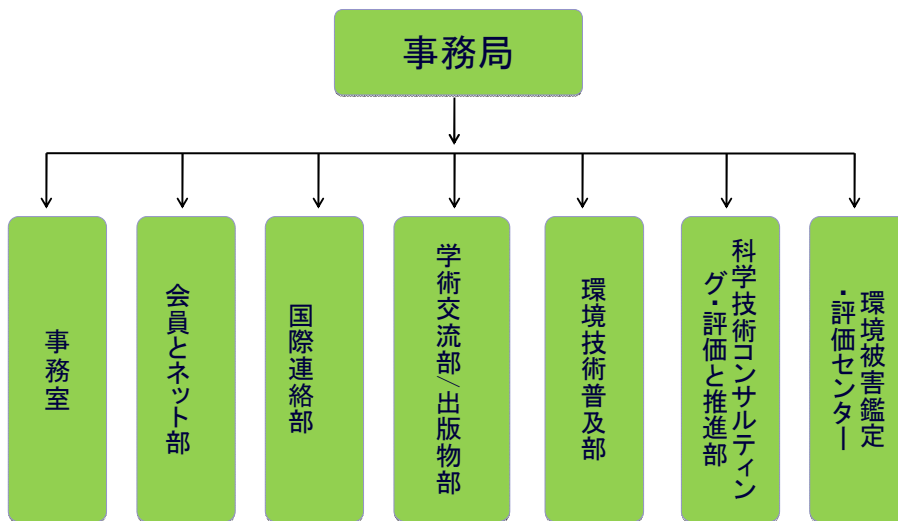 事務局
事務室
会員とネット部
国際連絡部
学術交流部/出版物部
環境技術普及部
科学技術コンサルティン
グ・評価と推進部
環境被害鑑定
・評価センター